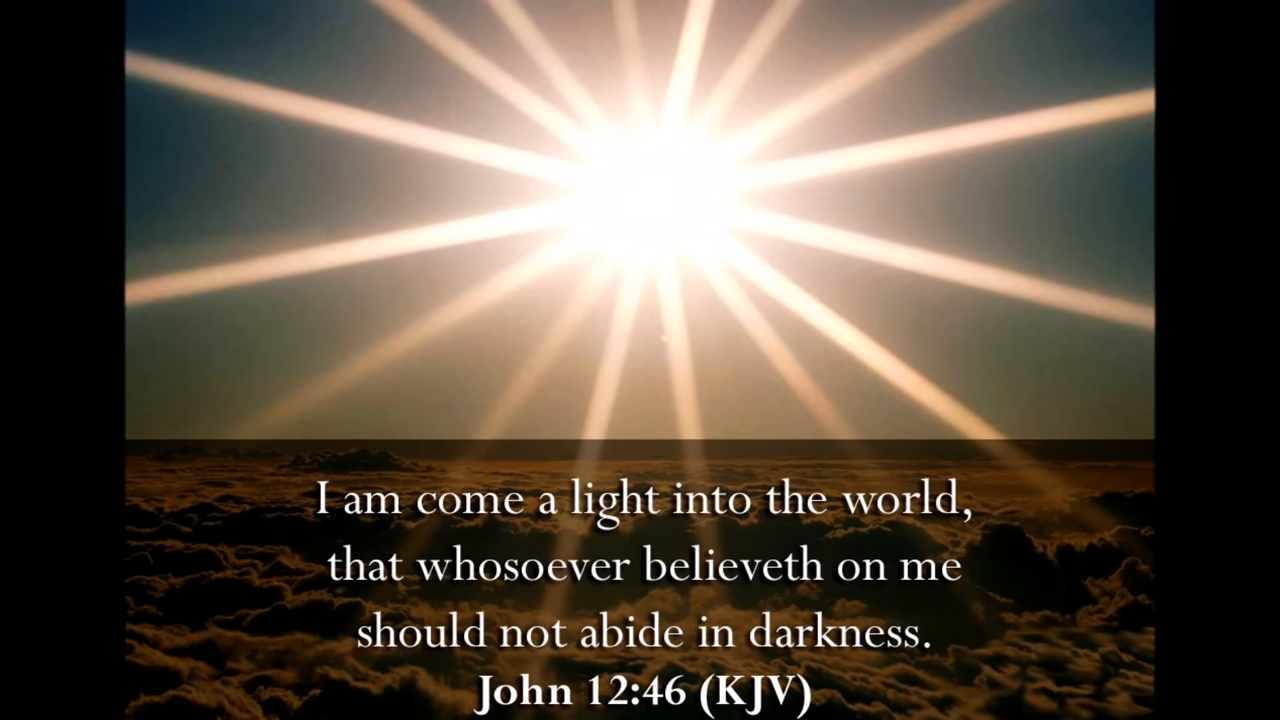 I am come a light into the world,
that whosoever believeth on me
should not abide in darkness.
John 12:46 (KJV)